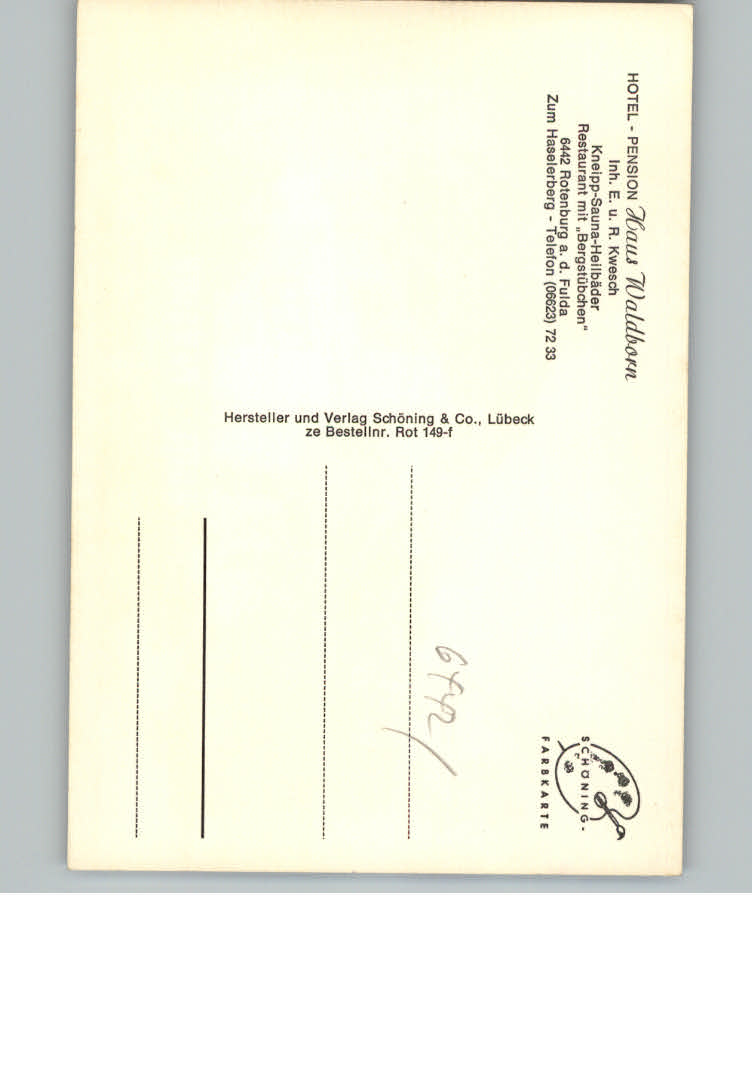 HOTEL - PENSION Haus Waldborn
Inh. E. u. R. Kwesch
Kneipp-Sauna-Heilbäder
Restaurant mit „Bergstübchen"
6442 Rotenburg a. d. Fulda
Zum Haselerberg - Telefon (06623) 72 33
Hersteller und Verlag Schöning & Co., Lübeck
ze Bestellnr. Rot 149-f
SCHÖNING-
FARBKARTE
6442